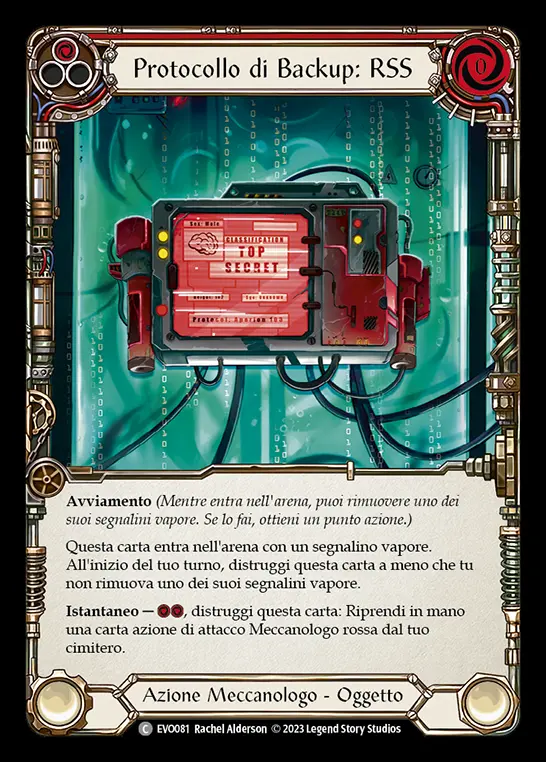 Protocollo di Backup: RSS
0
Sex: Male
CLASSIFICATION
TOP
SECRET
Avviamento (Mentre entra nell'arena, puoi rimuovere uno dei
suoi segnalini vapore. Se lo fai, ottieni un punto azione.)
Questa carta entra nell'arena con un segnalino vapore.
All'inizio del tuo turno, distruggi questa carta a meno che tu
non rimuova uno dei suoi segnalini vapore.
Istantaneo — , distruggi questa carta: Riprendi in mano
una carta azione di attacco Meccanologo rossa dal tuo
cimitero.
Azione Meccanologo - Oggetto
C EVO081 Rachel Alderson © 2023 Legend Story Studios